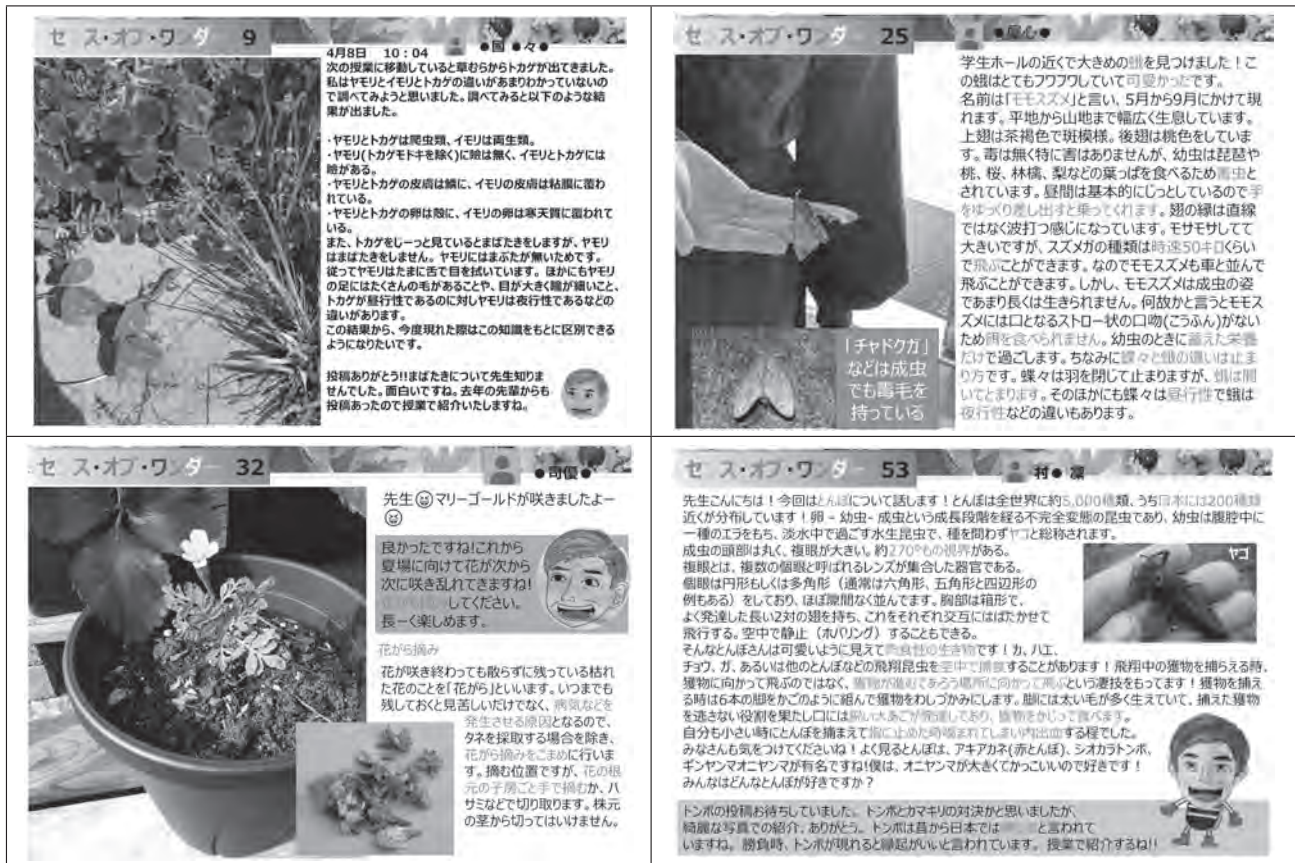 セ ス・オブ・ワンダー 9
●園 ●々●
4月8日 10:04
次の授業に移動していると草むらからトカゲが出てきました。
私はヤモリとイモリとトカゲの違いがあまりわかっていないの
で調べてみようと思いました。調べてみると以下のような結
果が出ました。
・ヤモリとトカゲは爬虫類、イモリは両生類。
・ヤモリ(トカゲモドキを除く)に瞼は無く、イモリとトカゲには
瞼がある。
・ヤモリとトカゲの皮膚は鱗に、イモリの皮膚は粘膜に覆わ
れている。
・ヤモリとトカゲの卵は殻に、イモリの卵は寒天質に覆われて
いる。
また、トカゲをじーっと見ているとまばたきをしますが、ヤモリ
はまばたきをしません。ヤモリにはまぶたが無いためです。
従ってヤモリはたまに舌で目を拭いています。ほかにもヤモリ
の足にはたくさんの毛があることや、目が大きく瞳が細いこと、
トカゲが昼行性であるのに対しヤモリは夜行性であるなどの
違いがあります。
この結果から、今度現れた際はこの知識をもとに区別できる
ようになりたいです。
投稿ありがとう!!まばたきについて先生知りま
せんでした。面白いですね。去年の先輩からも
投稿あったので授業で紹介いたしますね。
セ ス・オブ・ワンダー 25
●心●
学生ホールの近くで大きめの蛾を見つけました！こ
の蛾はとてもフワフワしていて可愛かったです。
名前は「モモスズメ」と言い、5月から9月にかけて現
れます。平地から山地まで幅広く生息しています。
上翅は茶褐色で斑模様。後翅は桃色をしていま
す。毒は無く特に害はありませんが、幼虫は琵琶や
桃、桜、林檎、梨などの葉っぱを食べるため害虫と
されています。昼間は基本的にじっとしているので手
をゆっくり差し出すと乗ってくれます。翅の縁は直線
ではなく波打つ感じになっています。モサモサしてて
大きいですが、スズメガの種類は時速50キロくらい
で飛ぶことができます。なのでモモスズメも車と並んで
飛ぶことができます。しかし、モモスズメは成虫の姿
であまり長くは生きられません。何故かと言うとモモス
ズメには口となるストロー状の口吻(こうふん)がない
ため餌を食べられません。幼虫のときに蓄えた栄養
だけで過ごします。ちなみに蝶々と蛾の違いは止ま
り方です。蝶々は羽を閉じて止まりますが、蛾は開
いてとまります。そのほかにも蝶々は昼行性で蛾は
夜行性などの違いもあります。
「チャドクガ」
などは成虫
でも毒毛を
持っている
セ ス・オブ・ワンダー 32
●司優●
先生 マリーゴールドが咲きましたよー
良かったですね!これから
夏場に向けて花が次から
次に咲き乱れてきますね!
してください。
長ーく楽しめます。
花がら摘み
花が咲き終わっても散らずに残っている枯れ
た花のことを「花がら」といいます。いつまでも
残しておくと見苦しいだけでなく、病気などを
発生させる原因となるので、
タネを採取する場合を除き、
花がら摘みをこまめに行いま
す。摘む位置ですが、花の根
元の子房ごと手で摘むか、ハ
サミなどで切り取ります。株元
の茎から切ってはいけません。
セ ス・オブ・ワンダー 53
村● 凜
先生こんにちは！今回はとんぼについて話します！とんぼは全世界に約5,000種類、うち日本には200種類
近くが分布しています！卵 - 幼虫- 成虫という成長段階を経る不完全変態の昆虫であり、幼虫は腹腔中に
一種のエラをもち、淡水中で過ごす水生昆虫で、種を問わずヤゴと総称されます。
成虫の頭部は丸く、複眼が大きい。約270°もの視界がある。
複眼とは、複数の個眼と呼ばれるレンズが集合した器官である。
個眼は円形もしくは多角形（通常は六角形、五角形と四辺形の
例もある）をしており、ほぼ隙間なく並んでます。胸部は箱形で、
よく発達した長い2対の翅を持ち、これをそれぞれ交互にはばたかせて
飛行する。空中で静止（ホバリング）することもできる。
そんなとんぼさんは可愛いように見えて肉食性の生き物です！カ、ハエ、
チョウ、ガ、あるいは他のとんぼなどの飛翔昆虫を空中で捕食することがあります！飛翔中の獲物を捕らえる時、
獲物に向かって飛ぶのではなく、獲物が進むであろう場所に向かって飛ぶという凄技をもってます！獲物を捕え
る時は6本の脚をかごのように組んで獲物をわしづかみにします。脚には太い毛が多く生えていて、捕えた獲物
を逃さない役割を果たし口には鋭い大あごが発達しており、獲物をかじって食べます。
自分も小さい時にとんぼを捕まえて指に止めた時噛まれてしまい内出血する程でした。
みなさんも気をつけてくださいね！よく見るとんぼは、アキアカネ(赤とんぼ)、シオカラトンボ、
ギンヤンマオニヤンマが有名ですね!僕は、オニヤンマが大きくてかっこいいので好きです！
みんなはどんなとんぼが好きですか？
ヤゴ
トンボの投稿お待ちしていました。トンボとカマキリの対決かと思いましたが、
綺麗な写真での紹介、ありがとう。トンボは昔から日本では と言われて
いますね。勝負時、トンボが現れると縁起がいいと言われています。授業で紹介するね!!